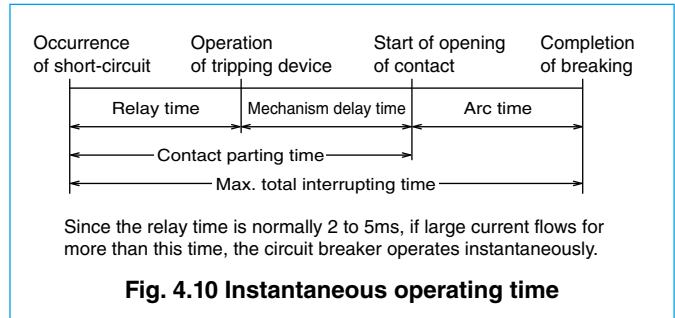 Occurrence of short-circuit
Operation of tripping device
Start of opening of contact
Completion of breaking
Relay time
Mechanism delay time
Arc time
Contact parting time
Max. total interrupting time
Since the relay time is normally 2 to 5ms, if large current flows for
more than this time, the circuit breaker operates instantaneously.
Fig. 4.10 Instantaneous operating time